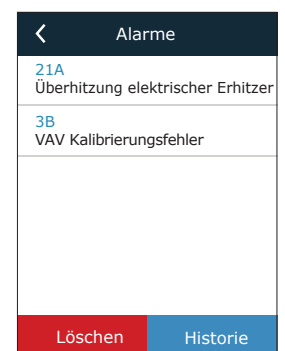 Alarme
21A
Überhitzung elektrischer Erhitzer
3B
VAV Kalibrierungsfehler
Löschen Historie